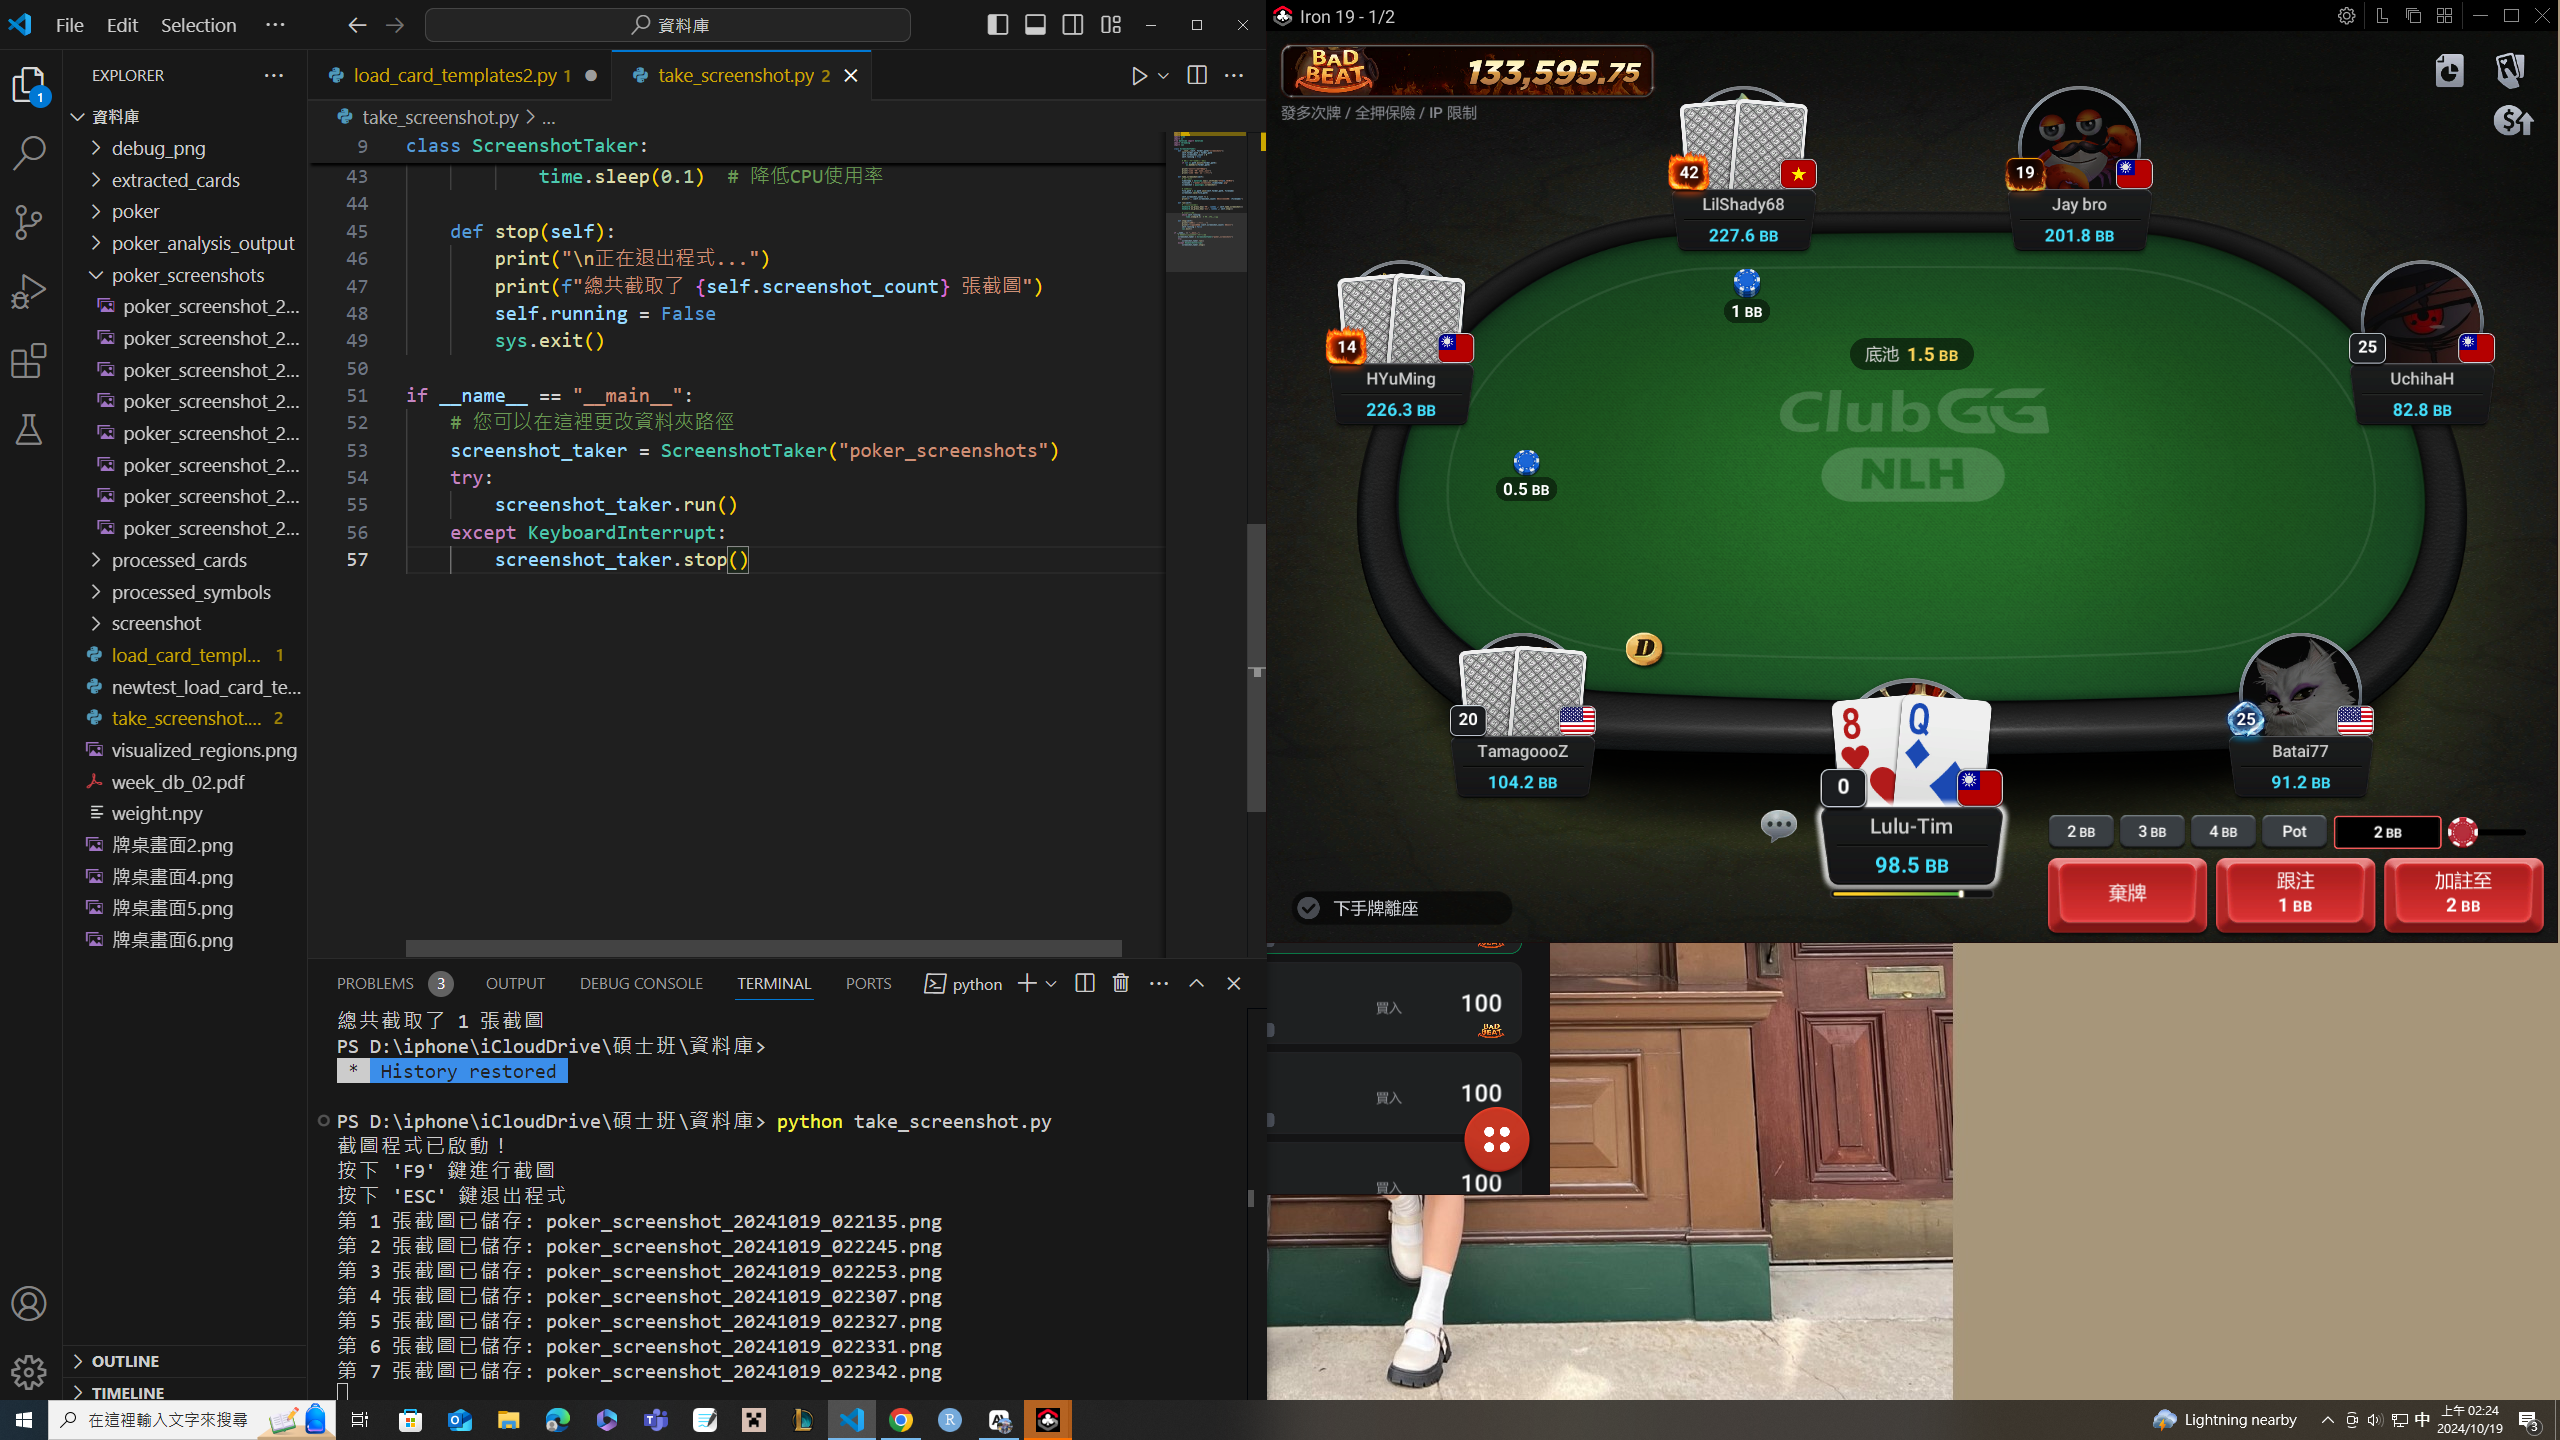 File Edit Selection ···
資料庫
EXPLORER ···
資料庫
debug_png
extracted_cards
poker
poker_analysis_output
poker_screenshots
poker_screenshot_2...
poker_screenshot_2...
poker_screenshot_2...
poker_screenshot_2...
poker_screenshot_2...
poker_screenshot_2...
poker_screenshot_2...
poker_screenshot_2...
processed_cards
processed_symbols
screenshot
load_card_templ... 1
newtest_load_card_te...
take_screenshot.... 2
visualized_regions.png
week_db_02.pdf
weight.npy
牌桌畫面2.png
牌桌畫面4.png
牌桌畫面5.png
牌桌畫面6.png
OUTLINE
TIMELINE
1
load_card_templates2.py 1
take_screenshot.py 2
take_screenshot.py > ...
9 class ScreenshotTaker:
43 time.sleep(0.1) # 降低CPU使用率
44
45 def stop(self):
46 print("\n正在退出程式...")
47 print(f"總共截取了 {self.screenshot_count} 張截圖")
48 self.running = False
49 sys.exit()
50
51 if __name__ == "__main__":
52 # 您可以在這裡更改資料夾路徑
53 screenshot_taker = ScreenshotTaker("poker_screenshots")
54 try:
55 screenshot_taker.run()
56 except KeyboardInterrupt:
57 screenshot_taker.stop()
PROBLEMS 3 OUTPUT DEBUG CONSOLE TERMINAL PORTS python
總共截取了 1 張截圖
PS D:\iphone\iCloudDrive\碩士班\資料庫>
* History restored
PS D:\iphone\iCloudDrive\碩士班\資料庫> python take_screenshot.py
截圖程式已啟動！
按下 'F9' 鍵進行截圖
按下 'ESC' 鍵退出程式
第 1 張截圖已儲存: poker_screenshot_20241019_022135.png
第 2 張截圖已儲存: poker_screenshot_20241019_022245.png
第 3 張截圖已儲存: poker_screenshot_20241019_022253.png
第 4 張截圖已儲存: poker_screenshot_20241019_022307.png
第 5 張截圖已儲存: poker_screenshot_20241019_022327.png
第 6 張截圖已儲存: poker_screenshot_20241019_022331.png
第 7 張截圖已儲存: poker_screenshot_20241019_022342.png
Iron 19 - 1/2
BAD BEAT 133,595.75
發多次牌 / 全押保險 / IP 限制
42
LilShady68
227.6 BB
19
Jay bro
201.8 BB
14
HYuMing
226.3 BB
25
UchihaH
82.8 BB
1 BB
底池 1.5 BB
ClubGG
NLH
0.5 BB
D
20
TamagoooZ
104.2 BB
8 Q
0
Lulu-Tim
98.5 BB
25
Batai77
91.2 BB
2 BB 3 BB 4 BB Pot 2 BB
棄牌
跟注
1 BB
加註至
2 BB
下手牌離座
買入 100
BAD BEAT
買入 100
買入 100
在這裡輸入文字來搜尋
Lightning nearby
中
上午 02:24
2024/10/19
3